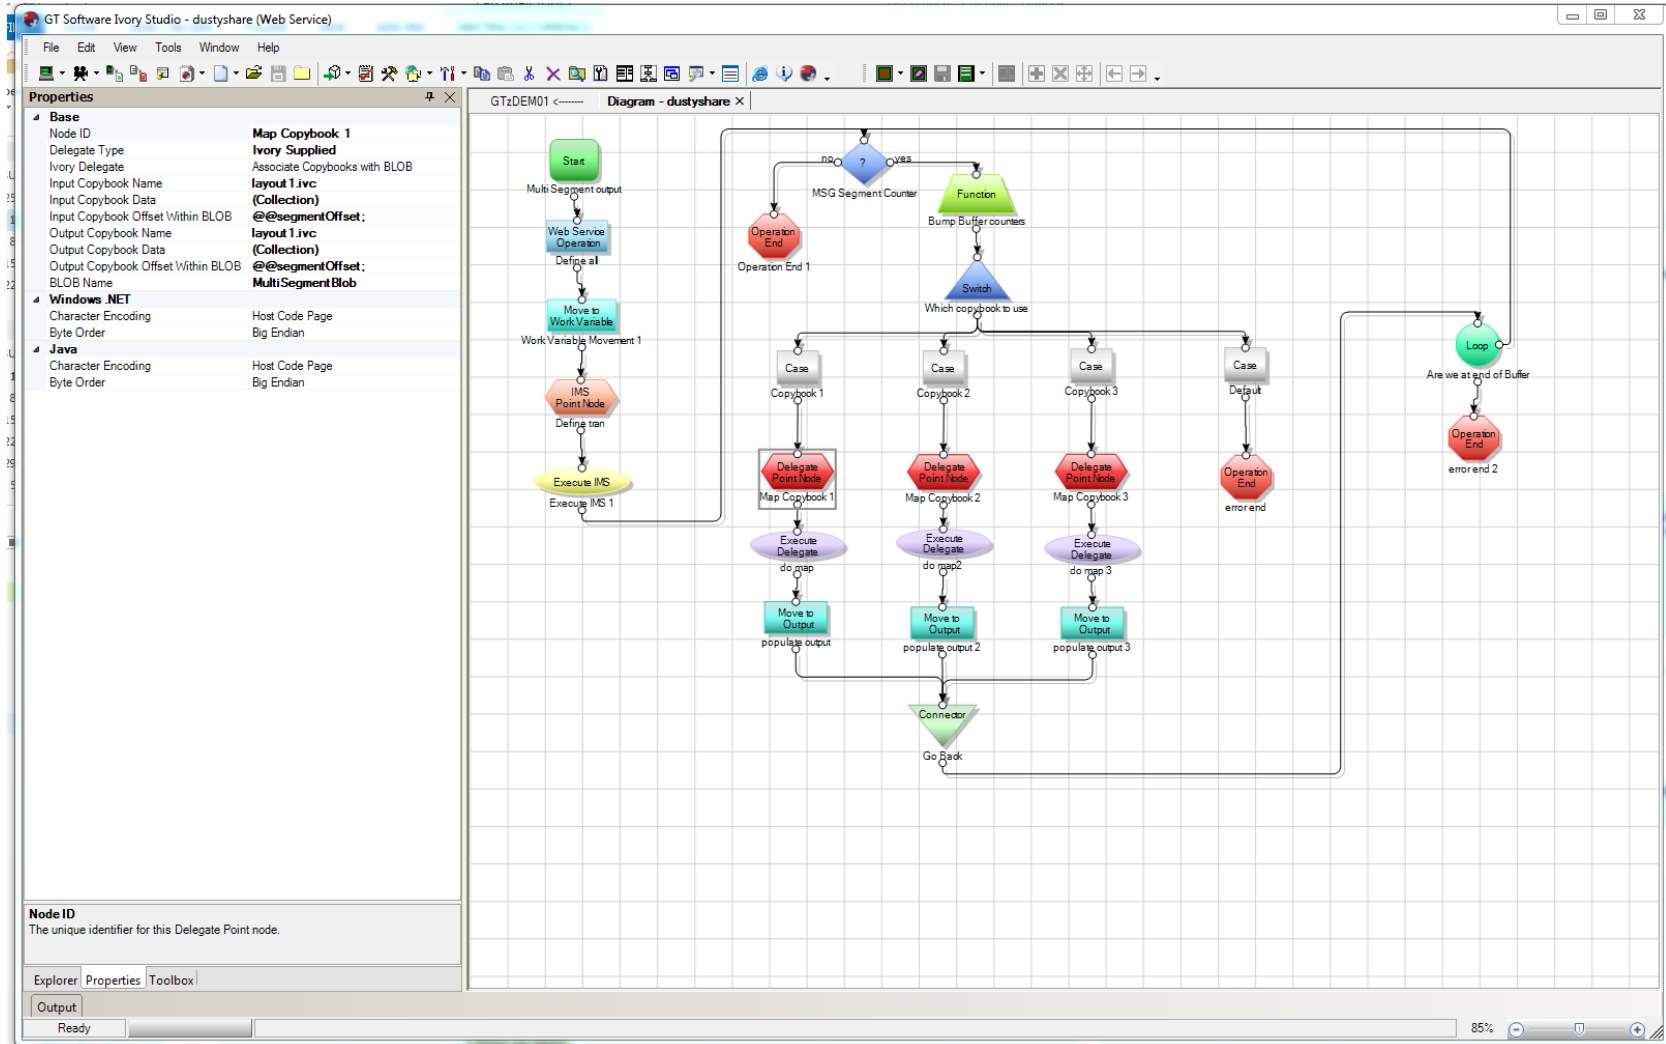 GT Software Ivory Studio - dustyshare (Web Service)
File Edit View Tools Window Help
Properties
GTzDEM01 <-------- Diagram - dustyshare
Base
Node ID Map Copybook 1
Delegate Type Ivory Supplied
Ivory Delegate Associate Copybooks with BLOB
Input Copybook Name layout1.ivc
Input Copybook Data (Collection)
Input Copybook Offset Within BLOB @@segmentOffset;
Output Copybook Name layout1.ivc
Output Copybook Data (Collection)
Output Copybook Offset Within BLOB @@segmentOffset;
BLOB Name MultiSegmentBlob
Windows .NET
Character Encoding Host Code Page
Byte Order Big Endian
Java
Character Encoding Host Code Page
Byte Order Big Endian
Node ID
The unique identifier for this Delegate Point node.
Explorer Properties Toolbox
Output
Ready
85%
Start
Multi Segment output
Web Service
Operation
Define all
Move to
Work Variable
Work Variable Movement 1
IMS
Point Node
Define tran
Execute IMS
Execute IMS 1
no ? yes
MSG Segment Counter
Operation
End
Operation End 1
Function
Bump Buffer counters
Switch
Which copybook to use
Case
Copybook 1
Case
Copybook 2
Case
Copybook 3
Case
Default
Delegate
Point Node
Map Copybook 1
Delegate
Point Node
Map Copybook 2
Delegate
Point Node
Map Copybook 3
Operation
End
error end
Execute
Delegate
do map
Execute
Delegate
do map2
Execute
Delegate
do map 3
Move to
Output
populate output
Move to
Output
populate output 2
Move to
Output
populate output 3
Connector
Go Back
Loop
Are we at end of Buffer
Operation
End
error end 2